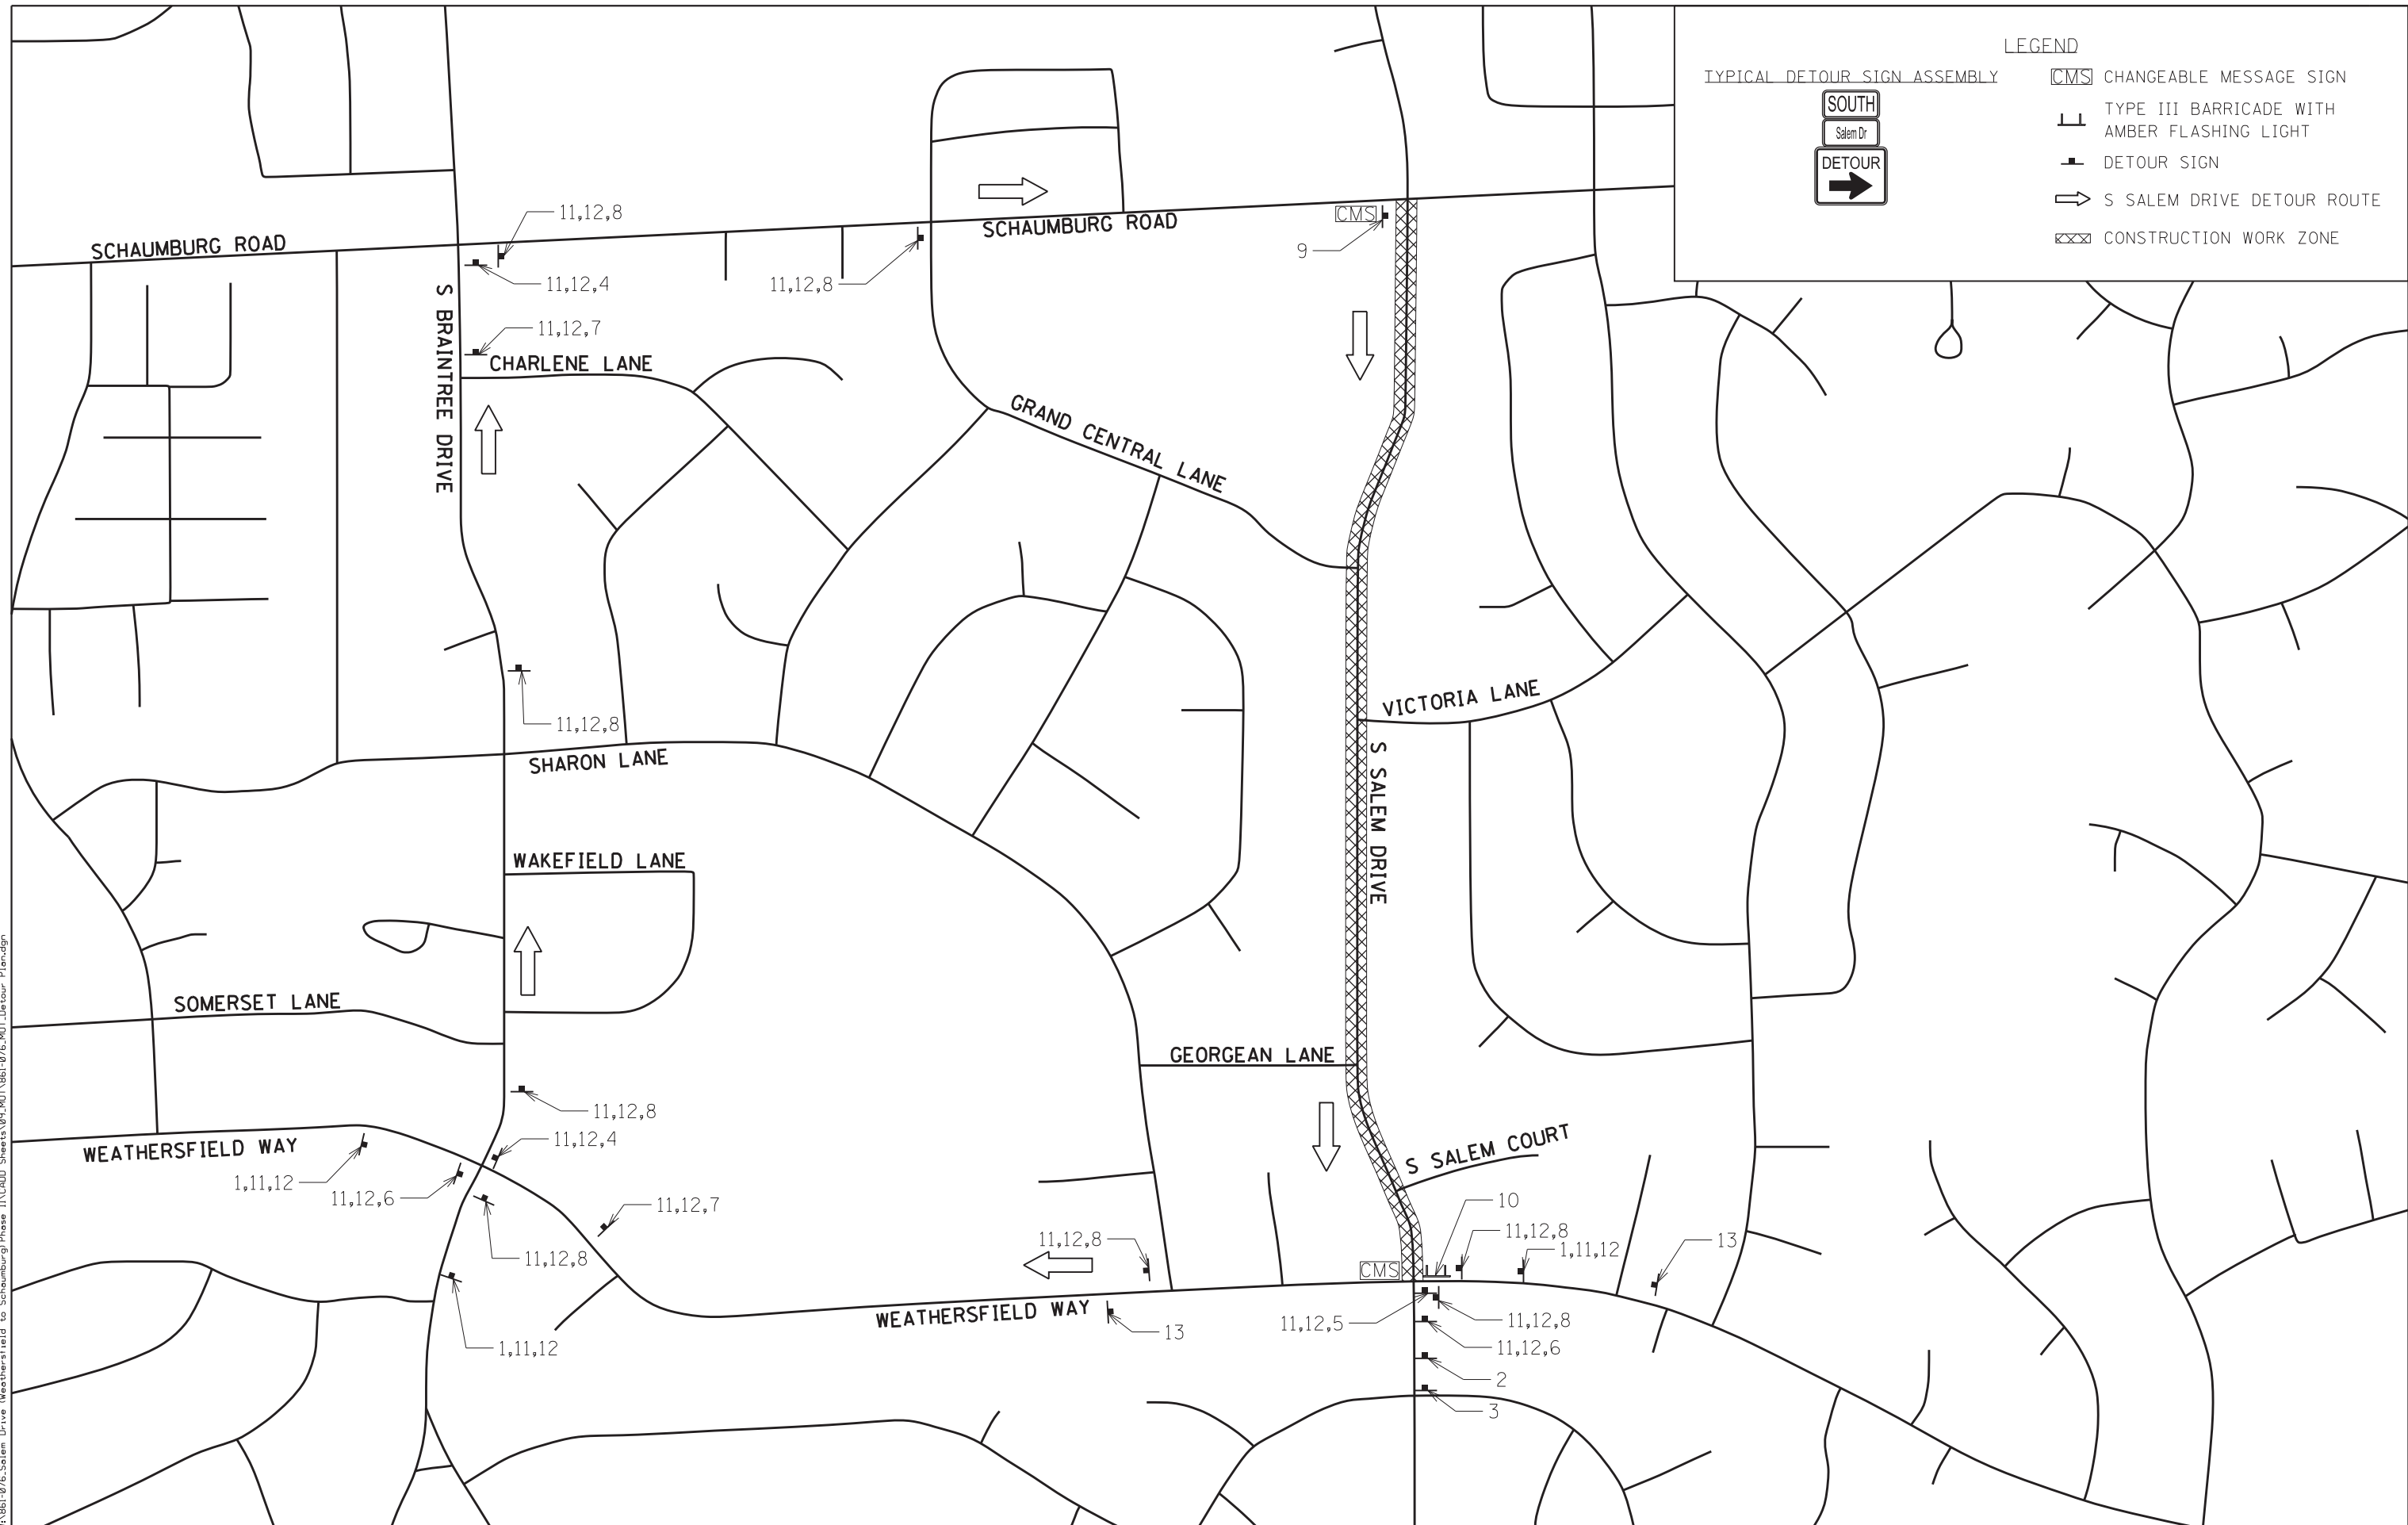 LEGEND
TYPICAL DETOUR SIGN ASSEMBLY
SOUTH
Salem Dr
DETOUR
CMS CHANGEABLE MESSAGE SIGN
TYPE III BARRICADE WITH
AMBER FLASHING LIGHT
DETOUR SIGN
S SALEM DRIVE DETOUR ROUTE
CONSTRUCTION WORK ZONE
11,12,8
SCHAUMBURG ROAD
SCHAUMBURG ROAD
CMS
9
11,12,4
11,12,8
S BRAINTREE DRIVE
11,12,7
CHARLENE LANE
GRAND CENTRAL LANE
VICTORIA LANE
11,12,8
SHARON LANE
S SALEM DRIVE
WAKEFIELD LANE
SOMERSET LANE
GEORGEAN LANE
11,12,8
11,12,4
WEATHERSFIELD WAY
S SALEM COURT
1,11,12
11,12,6
11,12,7
10
11,12,8
11,12,8
11,12,8
1,11,12
13
CMS
WEATHERSFIELD WAY
11,12,5
11,12,8
13
1,11,12
11,12,6
2
3